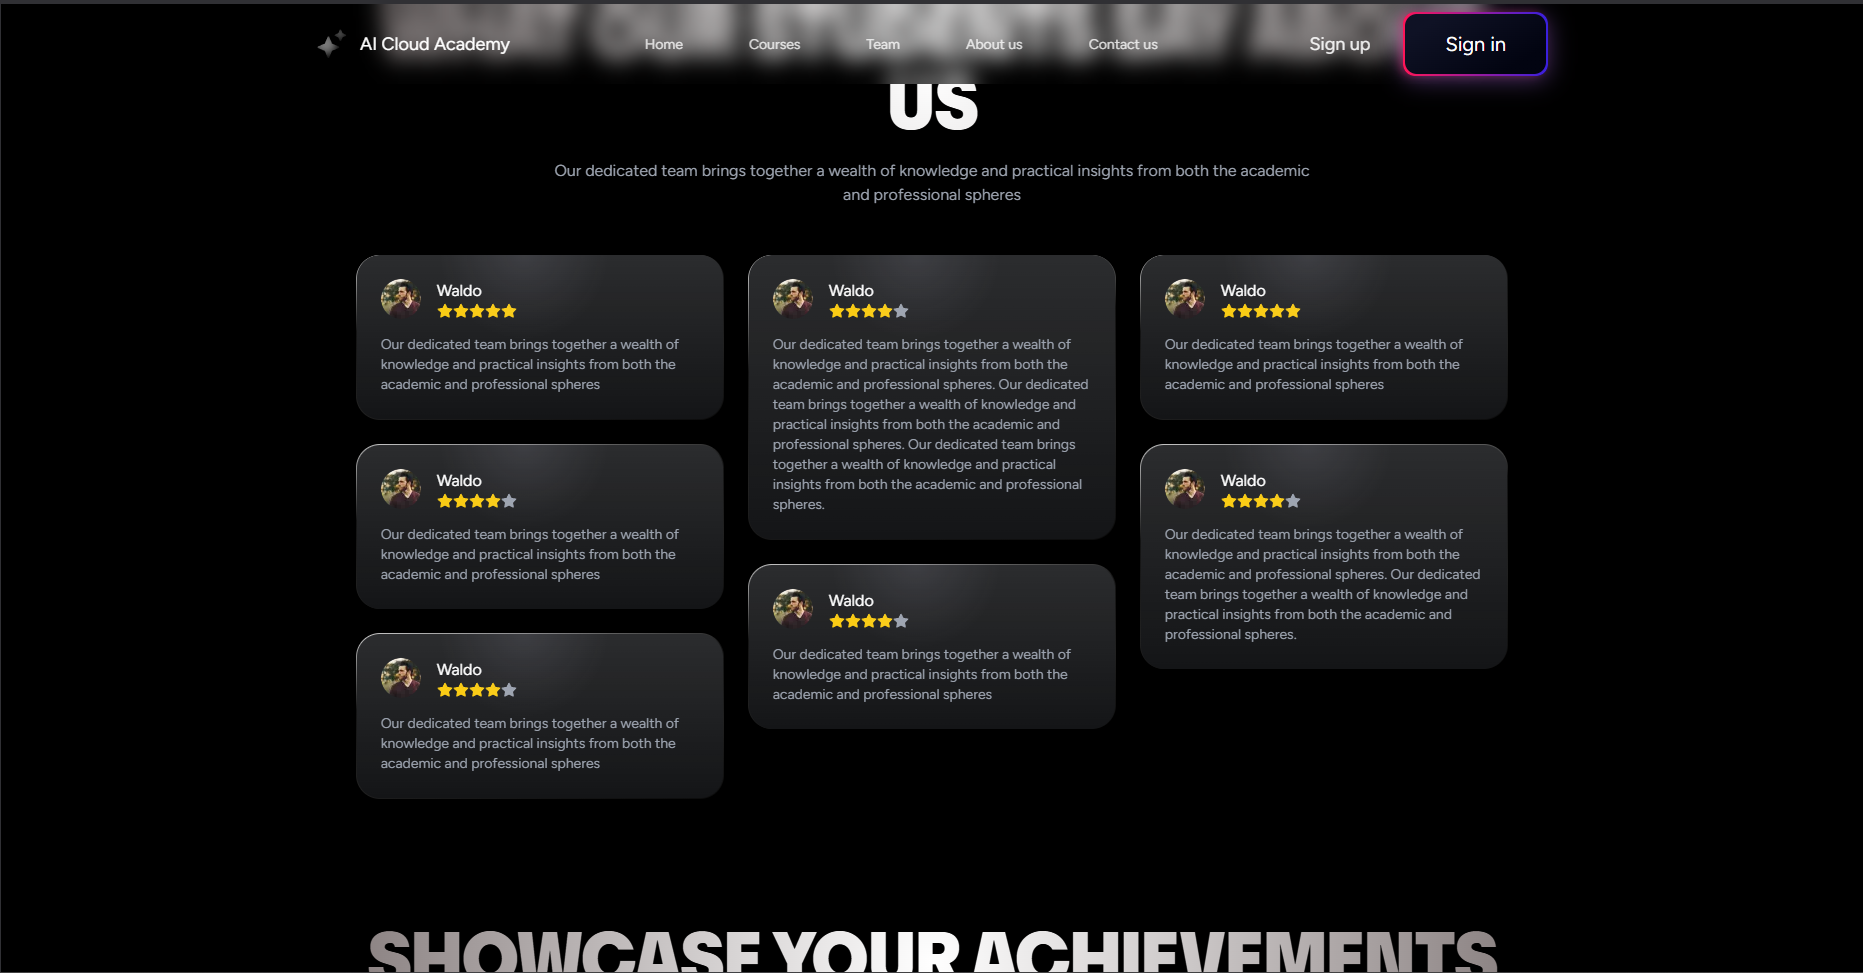 AI Cloud Academy
Home
Courses
Team
About us
Contact us
Sign up
Sign in
US
Our dedicated team brings together a wealth of knowledge and practical insights from both the academic
and professional spheres
Waldo
Our dedicated team brings together a wealth of
knowledge and practical insights from both the
academic and professional spheres
Waldo
Our dedicated team brings together a wealth of
knowledge and practical insights from both the
academic and professional spheres
Waldo
Our dedicated team brings together a wealth of
knowledge and practical insights from both the
academic and professional spheres
Waldo
Our dedicated team brings together a wealth of
knowledge and practical insights from both the
academic and professional spheres. Our dedicated
team brings together a wealth of knowledge and
practical insights from both the academic and
professional spheres. Our dedicated team brings
together a wealth of knowledge and practical
insights from both the academic and professional
spheres.
Waldo
Our dedicated team brings together a wealth of
knowledge and practical insights from both the
academic and professional spheres
Waldo
Our dedicated team brings together a wealth of
knowledge and practical insights from both the
academic and professional spheres
Waldo
Our dedicated team brings together a wealth of
knowledge and practical insights from both the
academic and professional spheres. Our dedicated
team brings together a wealth of knowledge and
practical insights from both the academic and
professional spheres.
SHOWCASE YOUR ACHIEVEMENTS